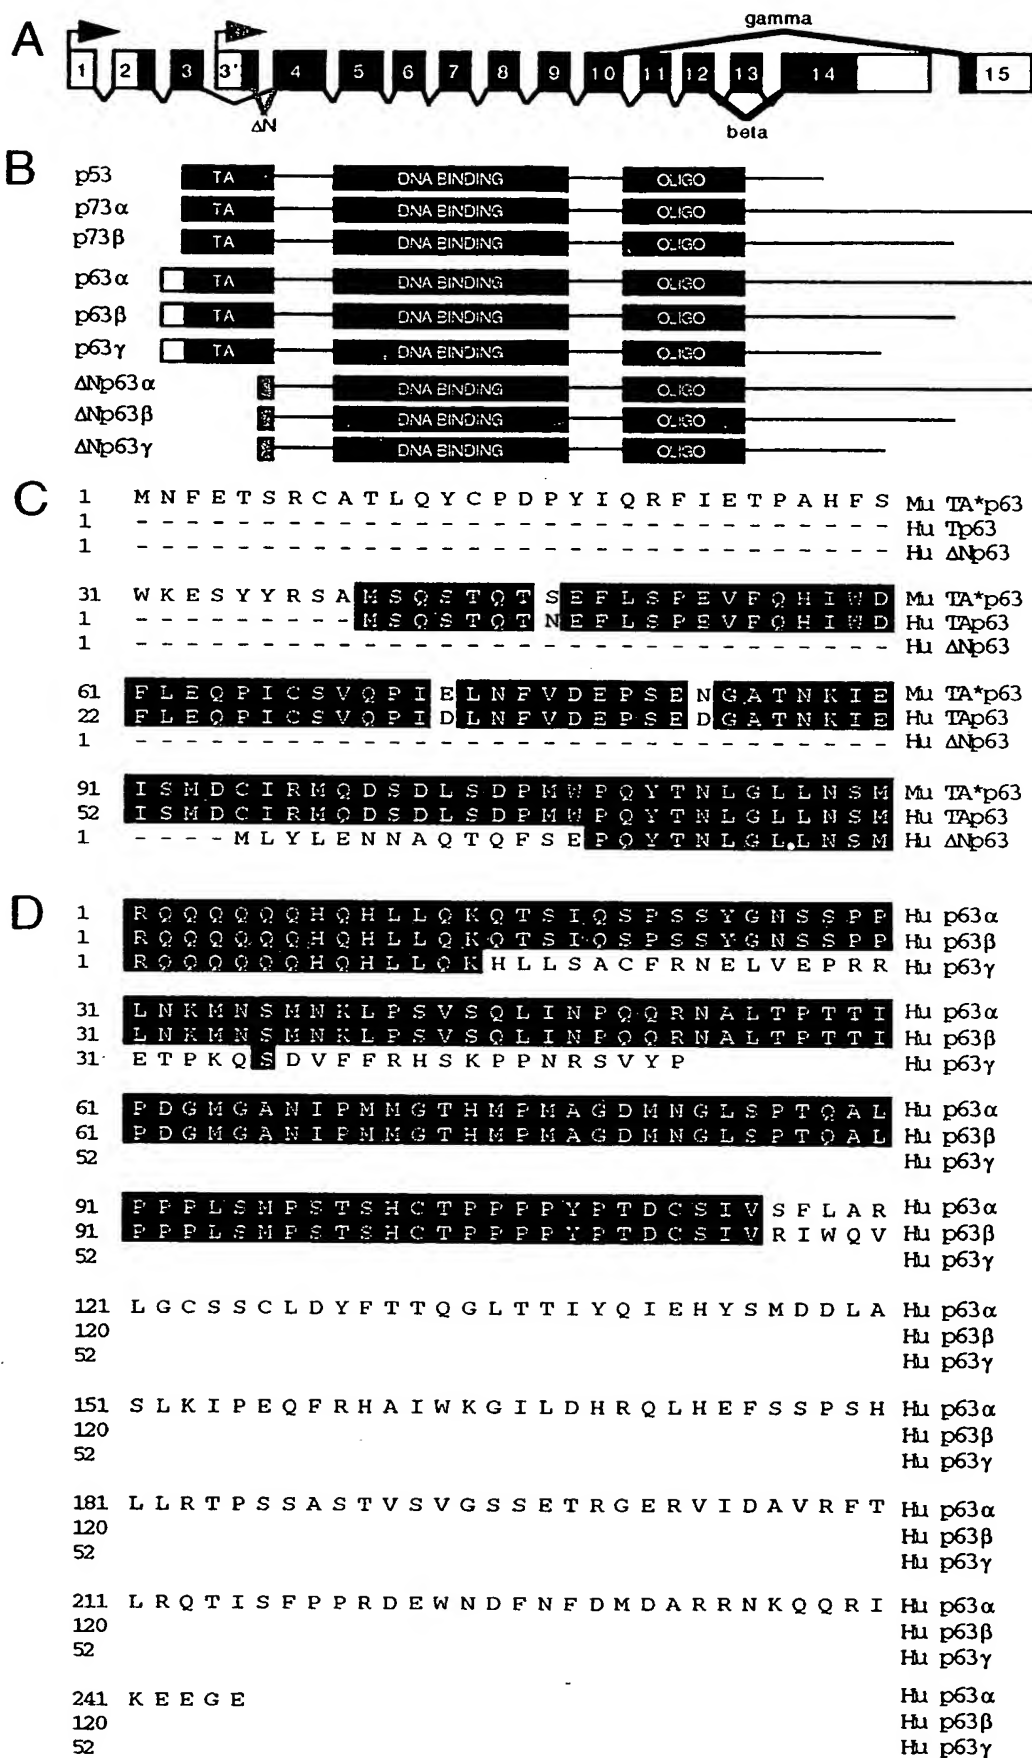 A
gamma
1 2 3 3' 4 5 6 7 8 9 10 11 12 13 14 15
ΔN
beta
B
p53 TA DNA BINDING OLIGO
p73α TA DNA BINDING OLIGO
p73β TA DNA BINDING OLIGO
p63α TA DNA BINDING OLIGO
p63β TA DNA BINDING OLIGO
p63γ TA DNA BINDING OLIGO
ΔNp63α DNA BINDING OLIGO
ΔNp63β DNA BINDING OLIGO
ΔNp63γ DNA BINDING OLIGO
C
1 M N F E T S R C A T L Q Y C P D P Y I Q R F I E T P A H F S Mu TA*p63
1 - - - - - - - - - - - - - - - - - - - - - - - - - - - - - - Hu Tp63
1 - - - - - - - - - - - - - - - - - - - - - - - - - - - - - - Hu ΔNp63
31 W K E S Y Y R S A M S Q S T Q T S E F L S P E V F Q H I W D Mu TA*p63
1 - - - - - - - - - M S Q S T Q T N E F L S P E V F Q H I W D Hu TAp63
1 - - - - - - - - - - - - - - - - - - - - - - - - - - - - - - Hu ΔNp63
61 F L E Q P I C S V Q P I E L N F V D E P S E N G A T N K I E Mu TA*p63
22 F L E Q P I C S V Q P I D L N F V D E P S E D G A T N K I E Hu TAp63
1 - - - - - - - - - - - - - - - - - - - - - - - - - - - - - - Hu ΔNp63
91 I S M D C I R M Q D S D L S D P M W P Q Y T N L G L L N S M Mu TA*p63
52 I S M D C I R M Q D S D L S D P M W P Q Y T N L G L L N S M Hu TAp63
1 - - - - M L Y L E N N A Q T Q F S E P Q Y T N L G L L N S M Hu ΔNp63
D
1 R Q Q Q Q Q Q H Q H L L Q K Q T S I Q S P S S Y G N S S P P Hu p63α
1 R Q Q Q Q Q Q H Q H L L Q K Q T S I Q S P S S Y G N S S P P Hu p63β
1 R Q Q Q Q Q Q H Q H L L Q K H L L S A C F R N E L V E P R R Hu p63γ
31 L N K M N S M N K L P S V S Q L I N P Q Q R N A L T P T T I Hu p63α
31 L N K M N S M N K L P S V S Q L I N P Q Q R N A L T P T T I Hu p63β
31 E T P K Q S D V F F R H S K P P N R S V Y P Hu p63γ
61 P D G M G A N I P M M G T H M P M A G D M N G L S P T Q A L Hu p63α
61 P D G M G A N I P M M G T H M P M A G D M N G L S P T Q A L Hu p63β
52 Hu p63γ
91 P P P L S M P S T S H C T P P P P Y P T D C S I V S F L A R Hu p63α
91 P P P L S M P S T S H C T P P P P Y P T D C S I V R I W Q V Hu p63β
52 Hu p63γ
121 L G C S S C L D Y F T T Q G L T T I Y Q I E H Y S M D D L A Hu p63α
120 Hu p63β
52 Hu p63γ
151 S L K I P E Q F R H A I W K G I L D H R Q L H E F S S P S H Hu p63α
120 Hu p63β
52 Hu p63γ
181 L L R T P S S A S T V S V G S S E T R G E R V I D A V R F T Hu p63α
120 Hu p63β
52 Hu p63γ
211 L R Q T I S F P P R D E W N D F N F D M D A R R N K Q Q R I Hu p63α
120 Hu p63β
52 Hu p63γ
241 K E E G E Hu p63α
120 Hu p63β
52 Hu p63γ